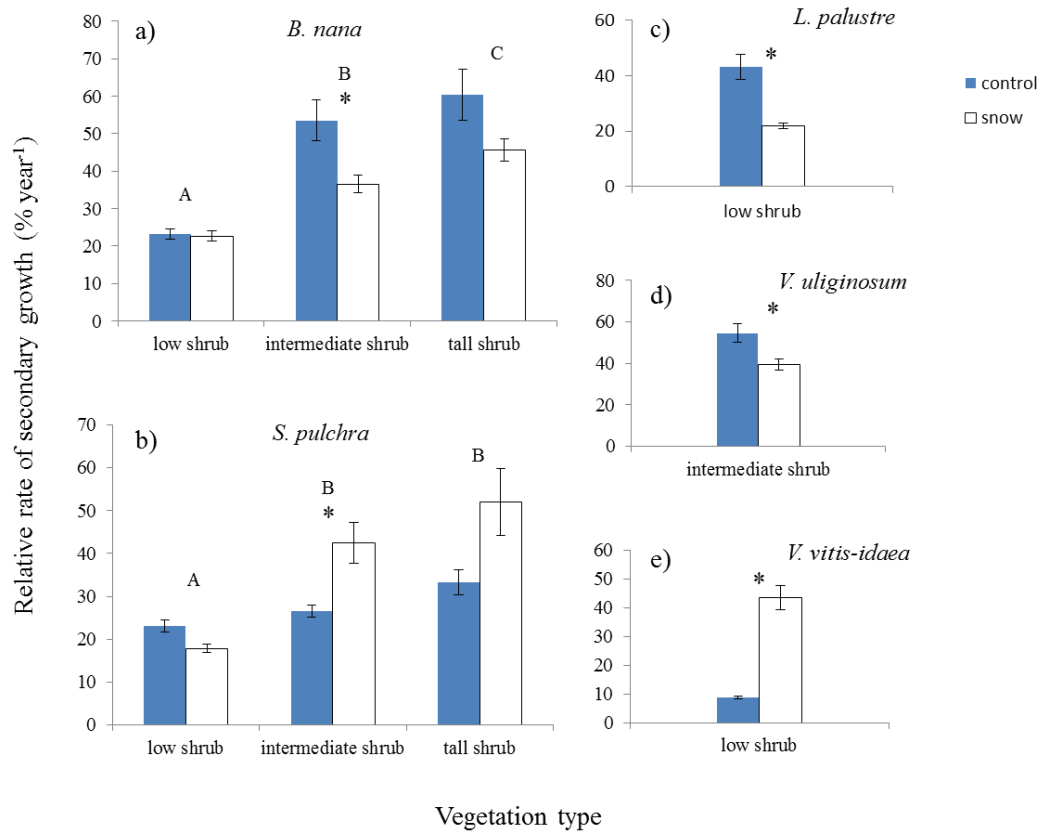 Relative rate of secondary growth (% year-1)
a)
B. nana
80
70
60
50
40
30
20
10
0
A
B
*
C
low shrub
intermediate shrub
tall shrub
b)
S. pulchra
70
60
50
40
30
20
10
0
A
B
*
B
low shrub
intermediate shrub
tall shrub
c)
L. palustre
60
40
20
0
*
low shrub
control
snow
d)
V. uliginosum
80
60
40
20
0
*
intermediate shrub
e)
V. vitis-idaea
60
50
40
30
20
10
0
*
low shrub
Vegetation type